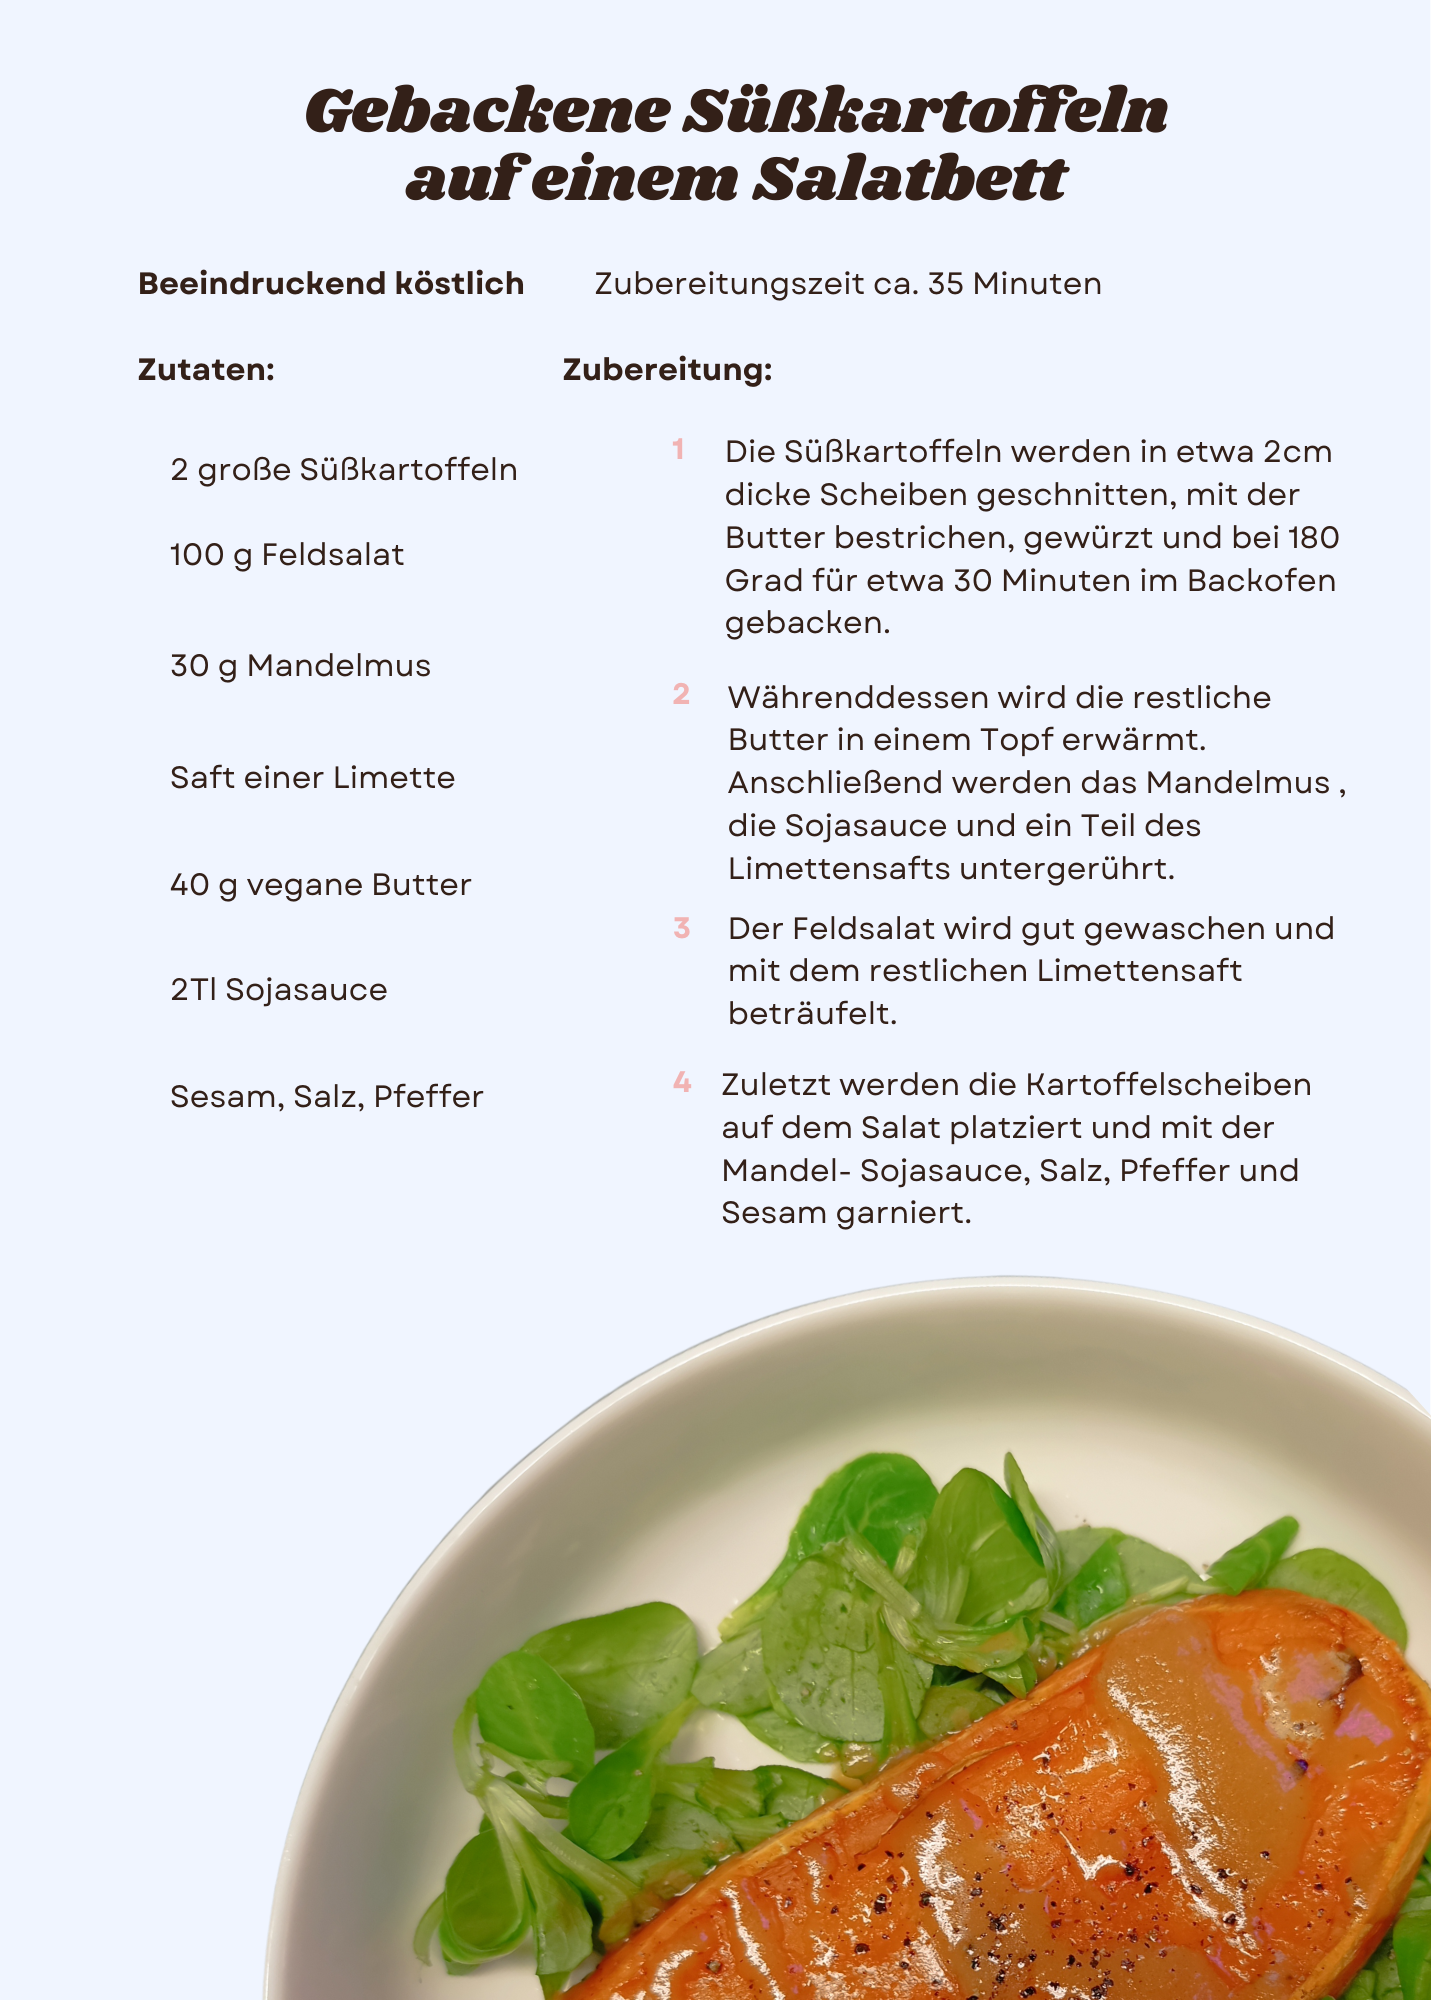 Gebackene Süßkartoffeln
auf einem Salatbett
Beeindruckend köstlich
Zubereitungszeit ca. 35 Minuten
Zutaten:
2 große Süßkartoffeln
100 g Feldsalat
30 g Mandelmus
Saft einer Limette
40 g vegane Butter
2Tl Sojasauce
Sesam, Salz, Pfeffer
Zubereitung:
1 Die Süßkartoffeln werden in etwa 2cm
dicke Scheiben geschnitten, mit der
Butter bestrichen, gewürzt und bei 180
Grad für etwa 30 Minuten im Backofen
gebacken.
2 Währenddessen wird die restliche
Butter in einem Topf erwärmt.
Anschließend werden das Mandelmus ,
die Sojasauce und ein Teil des
Limettensafts untergerührt.
3 Der Feldsalat wird gut gewaschen und
mit dem restlichen Limettensaft
beträufelt.
4 Zuletzt werden die Kartoffelscheiben
auf dem Salat platziert und mit der
Mandel- Sojasauce, Salz, Pfeffer und
Sesam garniert.